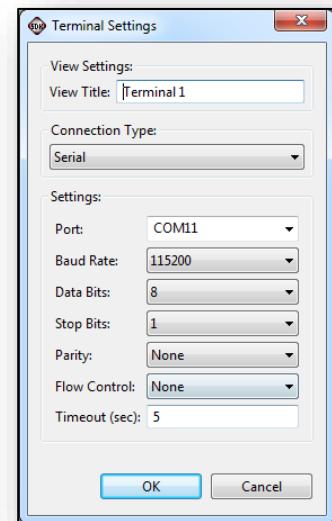 SDK Terminal Settings
View Settings:
View Title: Terminal 1
Connection Type:
Serial
Settings:
Port: COM11
Baud Rate: 115200
Data Bits: 8
Stop Bits: 1
Parity: None
Flow Control: None
Timeout (sec): 5
OK Cancel